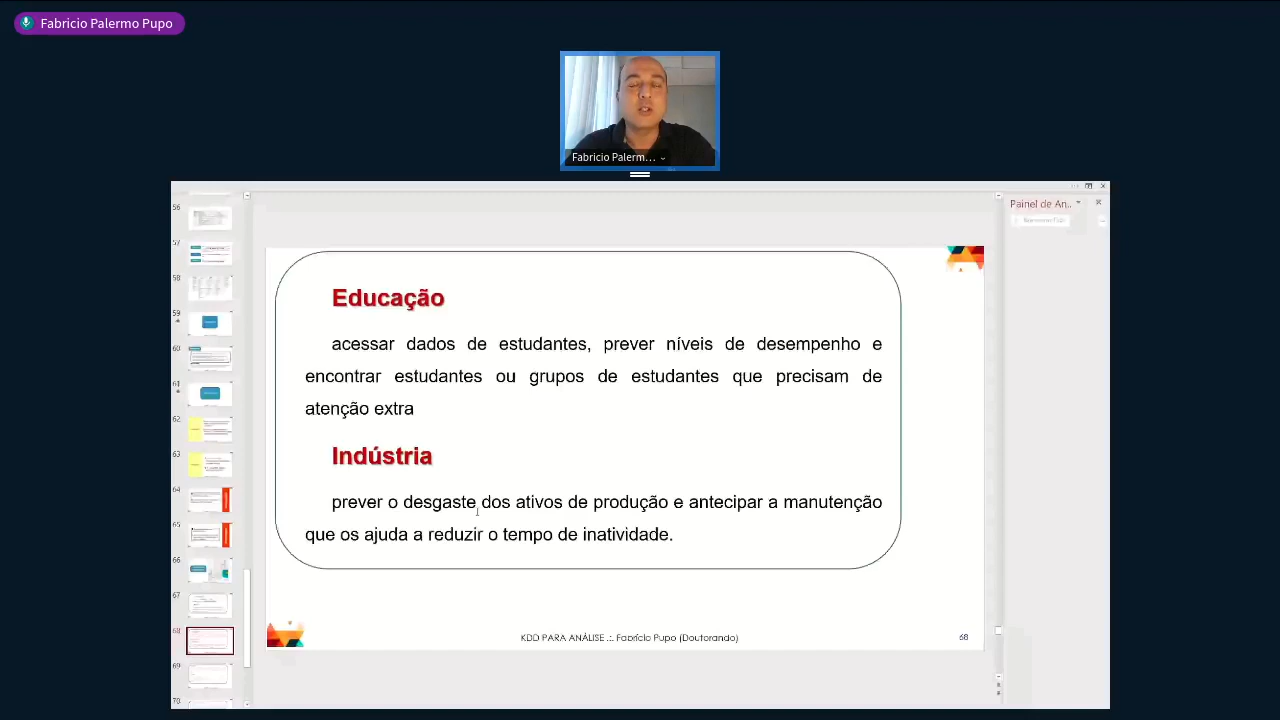 Fabricio Palermo Pupo
Fabricio Palerm...
56
57
58
59
60
61
62
63
64
65
66
67
68
69
70
Painel de An..
Educação
acessar dados de estudantes, prever níveis de desempenho e
encontrar estudantes ou grupos de estudantes que precisam de
atenção extra
Indústria
prever o desgaste dos ativos de produção e antecipar a manutenção
que os ajuda a reduzir o tempo de inatividade.
KDD PARA ANÁLISE .:. Fabrício Pupo (Doutorando)
68